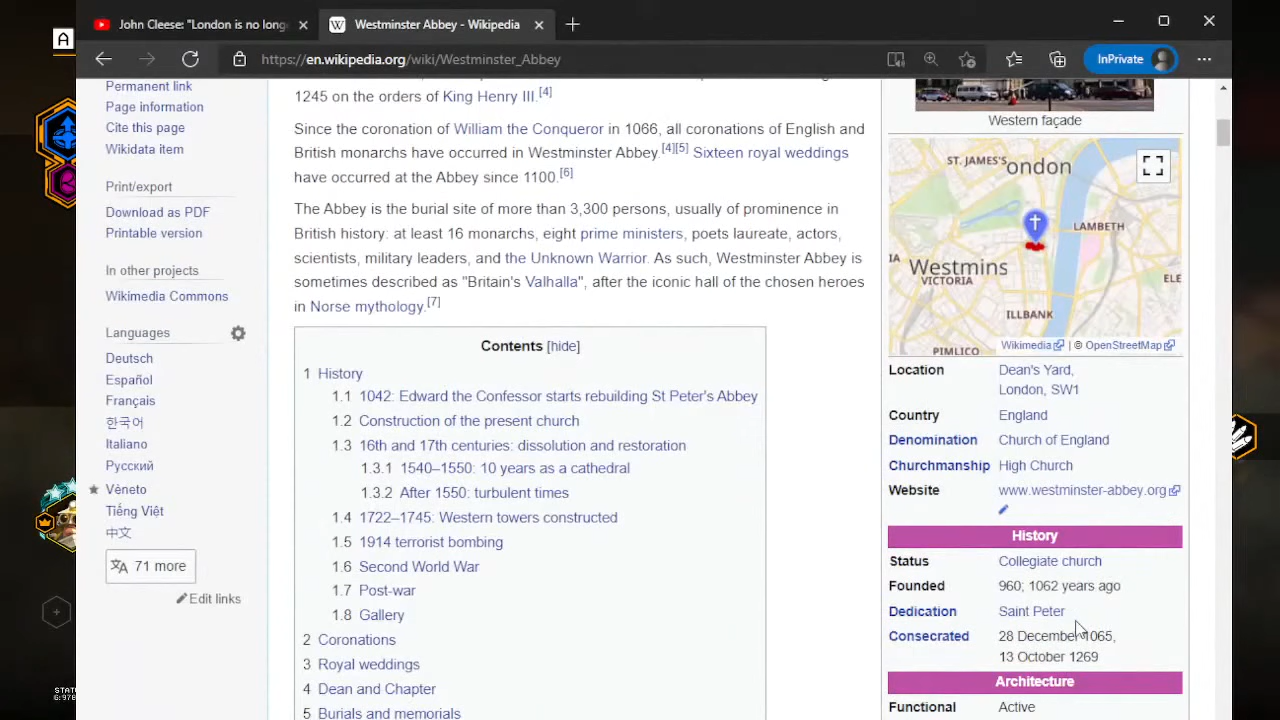 A
John Cleese: "London is no long
Westminster Abbey - Wikipedia
https://en.wikipedia.org/wiki/Westminster_Abbey
InPrivate
Permanent link
Page information
Cite this page
Wikidata item
Print/export
Download as PDF
Printable version
In other projects
Wikimedia Commons
Languages
Deutsch
Español
Français
한국어
Italiano
Русский
Vèneto
Tiếng Việt
中文
71 more
Edit links
1245 on the orders of King Henry III.[4]
Since the coronation of William the Conqueror in 1066, all coronations of English and
British monarchs have occurred in Westminster Abbey.[4][5] Sixteen royal weddings
have occurred at the Abbey since 1100.[6]
The Abbey is the burial site of more than 3,300 persons, usually of prominence in
British history: at least 16 monarchs, eight prime ministers, poets laureate, actors,
scientists, military leaders, and the Unknown Warrior. As such, Westminster Abbey is
sometimes described as "Britain's Valhalla", after the iconic hall of the chosen heroes
in Norse mythology.[7]
Contents [hide]
1 History
1.1 1042: Edward the Confessor starts rebuilding St Peter's Abbey
1.2 Construction of the present church
1.3 16th and 17th centuries: dissolution and restoration
1.3.1 1540–1550: 10 years as a cathedral
1.3.2 After 1550: turbulent times
1.4 1722–1745: Western towers constructed
1.5 1914 terrorist bombing
1.6 Second World War
1.7 Post-war
1.8 Gallery
2 Coronations
3 Royal weddings
4 Dean and Chapter
5 Burials and memorials
Western façade
ST. JAMES'S
ondon
LAMBETH
IA
Westmins
VICTORIA
ELE
ILLBANK
PIMLICO
Wikimedia | © OpenStreetMap
Location Dean's Yard,
London, SW1
Country England
Denomination Church of England
Churchmanship High Church
Website www.westminster-abbey.org
History
Status Collegiate church
Founded 960; 1062 years ago
Dedication Saint Peter
Consecrated 28 December 1065,
13 October 1269
Architecture
Functional Active